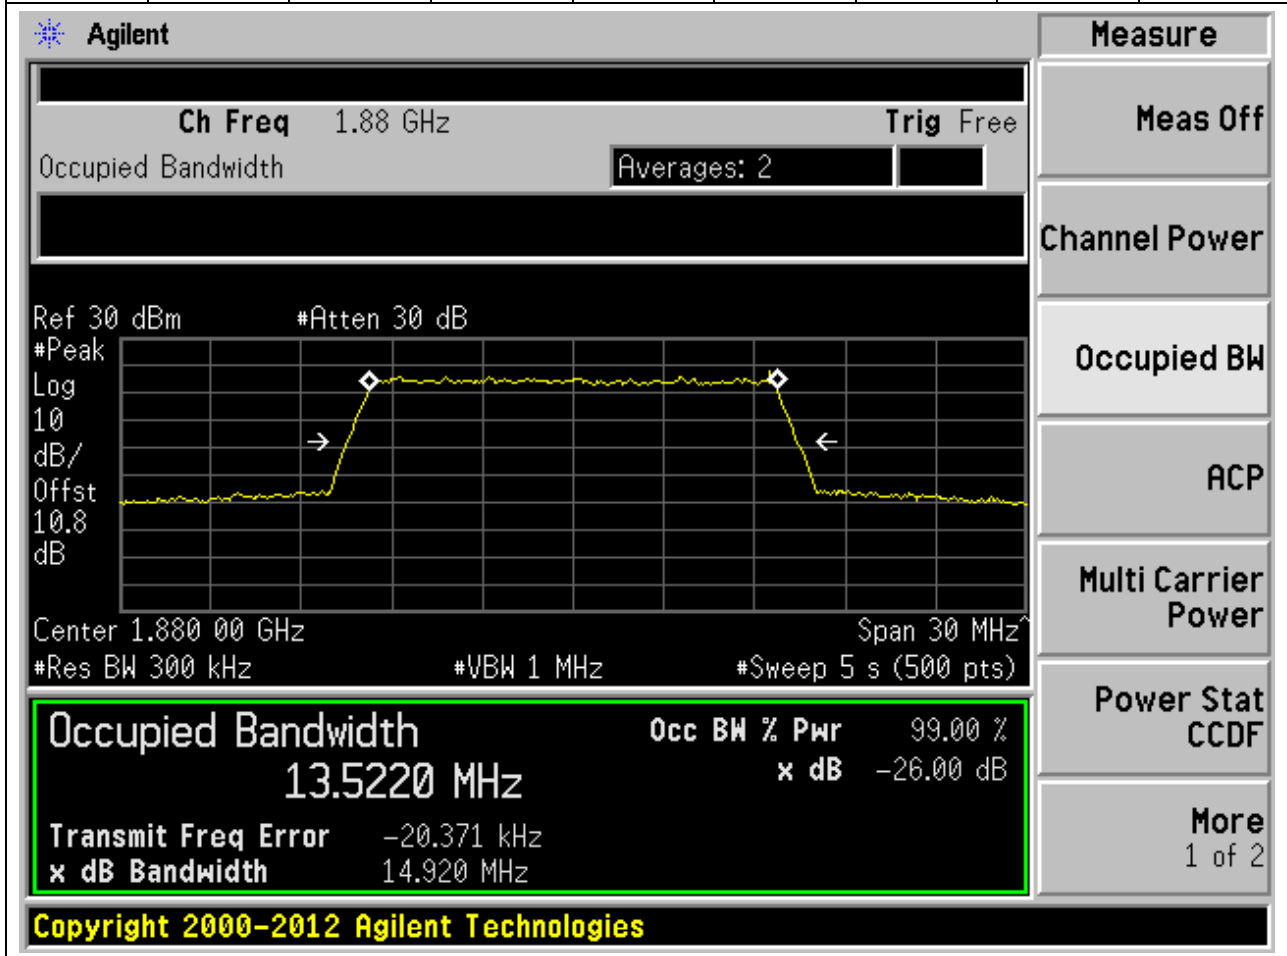 Agilent
Measure
Ch Freq 1.88 GHz Trig Free
Occupied Bandwidth Averages: 2
Meas Off
Channel Power
Occupied BW
ACP
Multi Carrier
Power
Power Stat
CCDF
More
1 of 2
Ref 30 dBm #Atten 30 dB
#Peak
Log
10
dB/
Offst
10.8
dB
Center 1.880 00 GHz Span 30 MHz^
#Res BW 300 kHz #VBW 1 MHz #Sweep 5 s (500 pts)
Occupied Bandwidth Occ BW % Pwr 99.00 %
13.5220 MHz x dB -26.00 dB
Transmit Freq Error -20.371 kHz
x dB Bandwidth 14.920 MHz
Copyright 2000-2012 Agilent Technologies